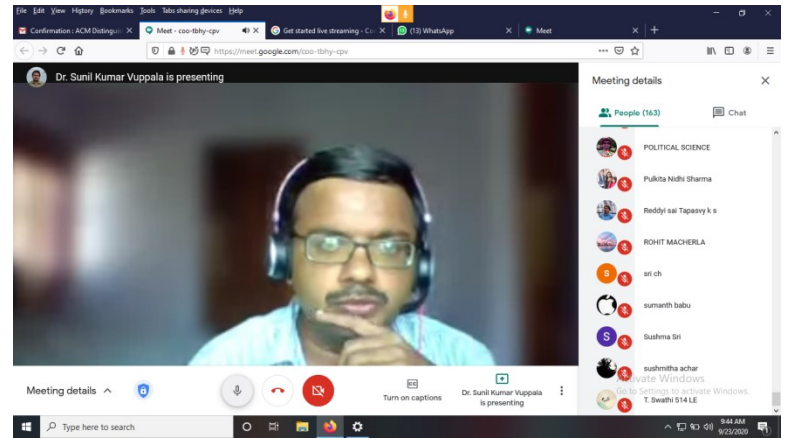 File Edit View History Bookmarks Tools Tabs sharing devices Help
Confirmation : ACM Distinguis
Meet - coo-tbhy-cpv
Get started live streaming - Co
(13) WhatsApp
Meet
https://meet.google.com/coo-tbhy-cpv
Dr. Sunil Kumar Vuppala is presenting
Meeting details
People (163)
Chat
POLITICAL SCIENCE
Pulkita Nidhi Sharma
Reddyi sai Tapasvy k s
ROHIT MACHERLA
S
sri ch
sumanth babu
S
Sushma Sri
sushmitha achar
Activate Windows
Go to Settings to activate Windows.
T. Swathi 514 LE
Meeting details
CC
Turn on captions
Dr. Sunil Kumar Vuppala
is presenting
Type here to search
9:44 AM
9/23/2020